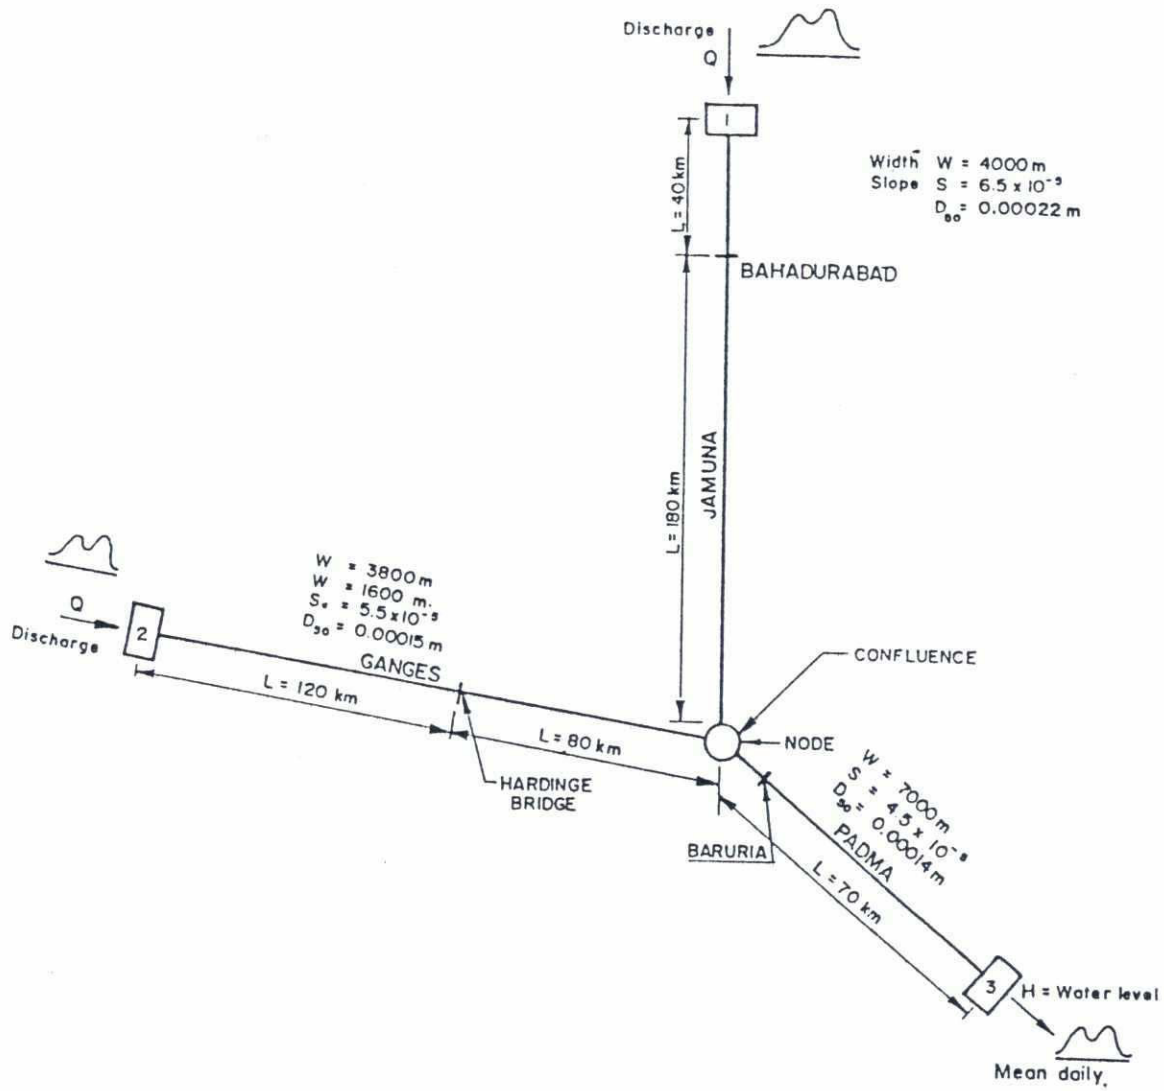 Discharge
Q
1
L = 40 km
Width W = 4000 m
Slope S = 6.5 x 10⁻⁵
D₅₀ = 0.00022 m
BAHADURABAD
JAMUNA
L = 180 km
W = 3800 m
W = 1600 m.
S. = 5.5 x 10⁻⁵
D₅₀ = 0.00015 m
Q
Discharge
2
GANGES
L = 120 km
L = 80 km
HARDINGE
BRIDGE
CONFLUENCE
NODE
W = 7000 m
S = 4.5 x 10⁻⁵
D₅₀ = 0.00014 m
PADMA
BARURIA
L = 70 km
3
H = Water level
Mean daily.